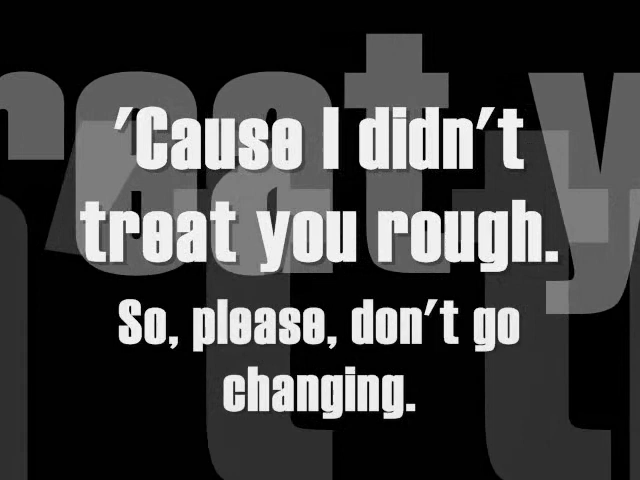 'Cause I didn't
treat you rough.
So, please, don't go
changing.